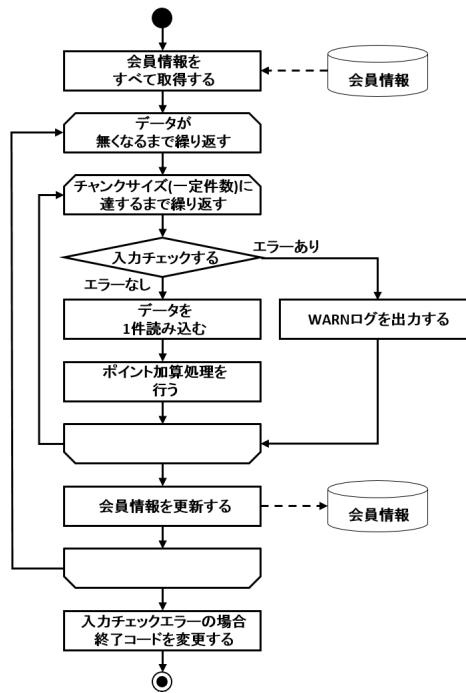 会員情報を
すべて取得する
会員情報
データが
無くなるまで繰り返す
チャンクサイズ(一定件数)に
達するまで繰り返す
入力チェックする
エラーあり
エラーなし
データを
1件読み込む
WARNログを出力する
ポイント加算処理を
行う
会員情報を更新する
会員情報
入力チェックエラーの場合
終了コードを変更する